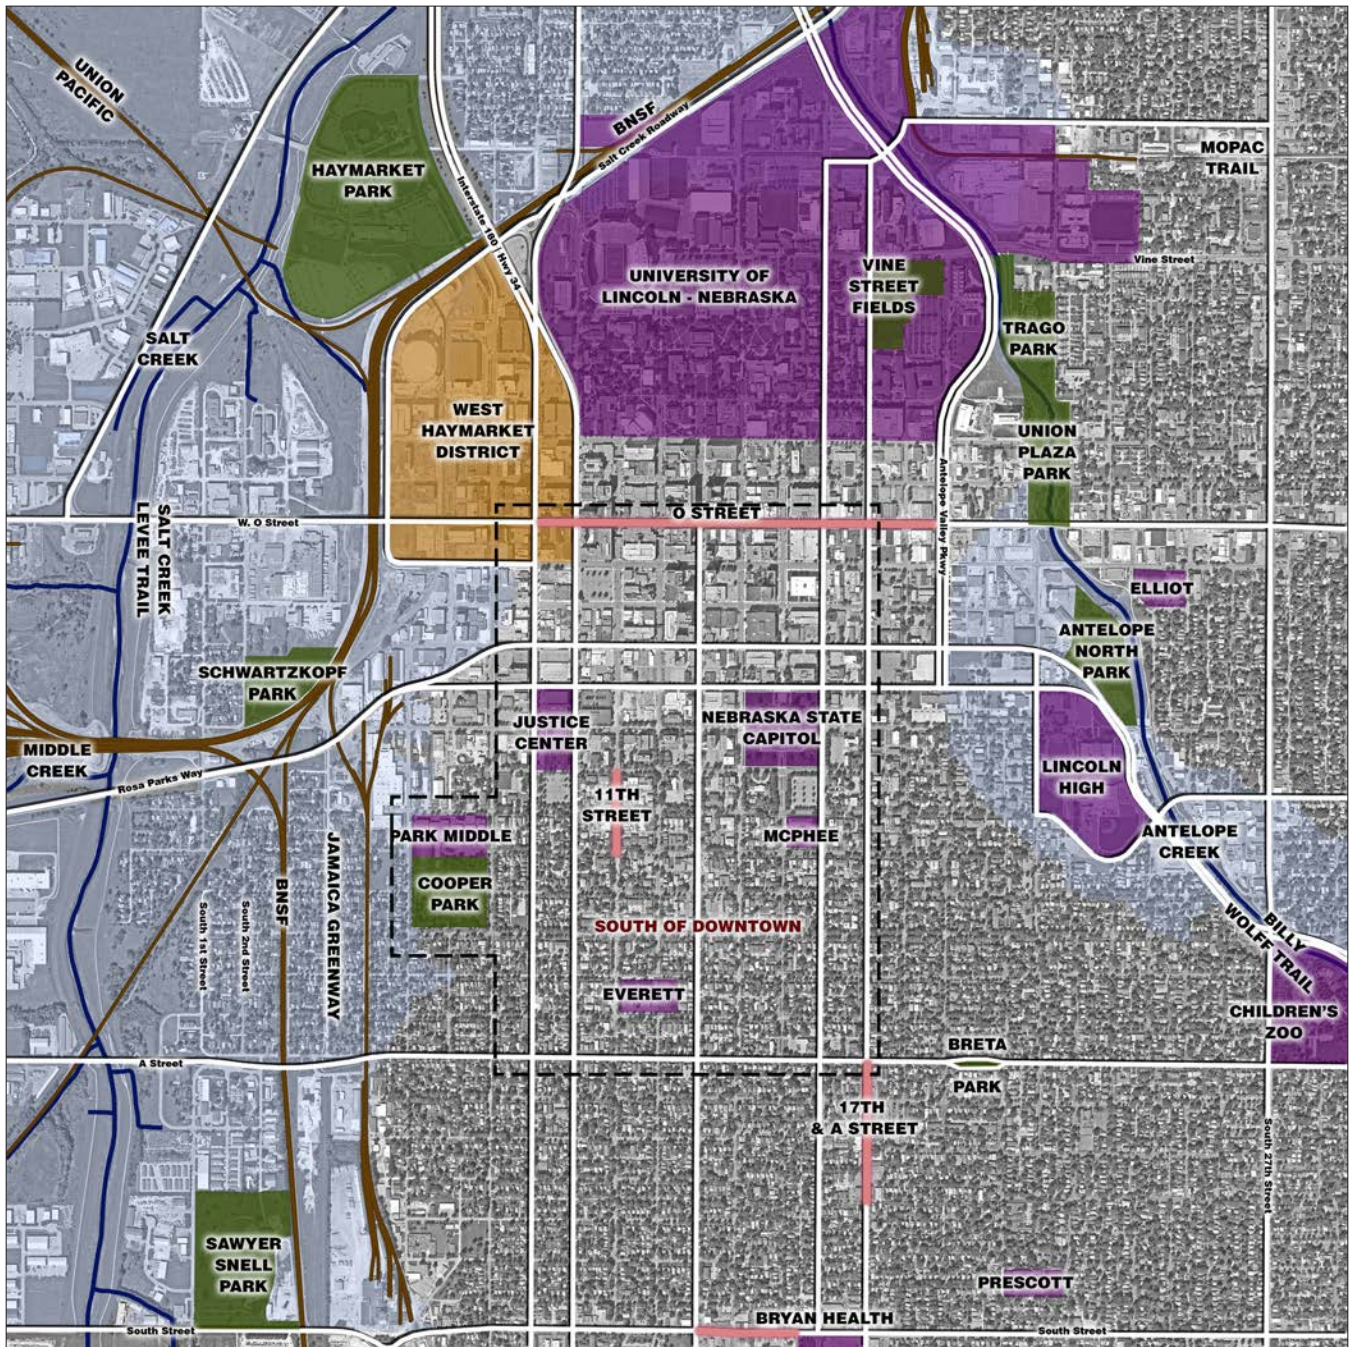 UNION
PACIFIC
BNSF
Salt Creek Roadway
MOPAC
TRAIL
HAYMARKET
PARK
Interstate 180 / Hwy 34
Vine Street
UNIVERSITY OF
LINCOLN - NEBRASKA
VINE
STREET
FIELDS
TRAGO
PARK
SALT
CREEK
WEST
HAYMARKET
DISTRICT
UNION
PLAZA
PARK
Antelope Valley Pkwy
O STREET
W. O Street
SALT CREEK
LEVEE TRAIL
ELLIOT
ANTELOPE
NORTH
PARK
SCHWARTZKOPF
PARK
JUSTICE
CENTER
NEBRASKA STATE
CAPITOL
MIDDLE
CREEK
Rosa Parks Way
LINCOLN
HIGH
11TH
STREET
PARK MIDDLE
MCPHEE
ANTELOPE
CREEK
COOPER
PARK
JAMAICA GREENWAY
BNSF
South 1st Street
South 2nd Street
SOUTH OF DOWNTOWN
BILLY
WOLFF TRAIL
EVERETT
CHILDREN'S
ZOO
A Street
BRETA
PARK
17TH
& A STREET
South 27th Street
SAWYER
SNELL
PARK
PRESCOTT
BRYAN HEALTH
South Street
South Street